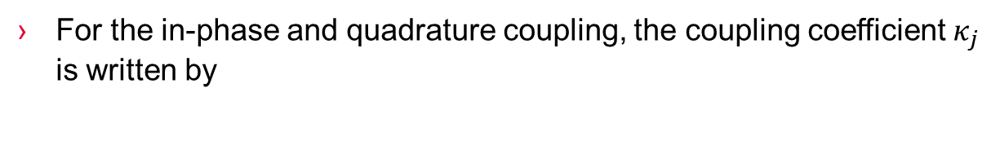 › For the in-phase and quadrature coupling, the coupling coefficient κⱼ
is written by